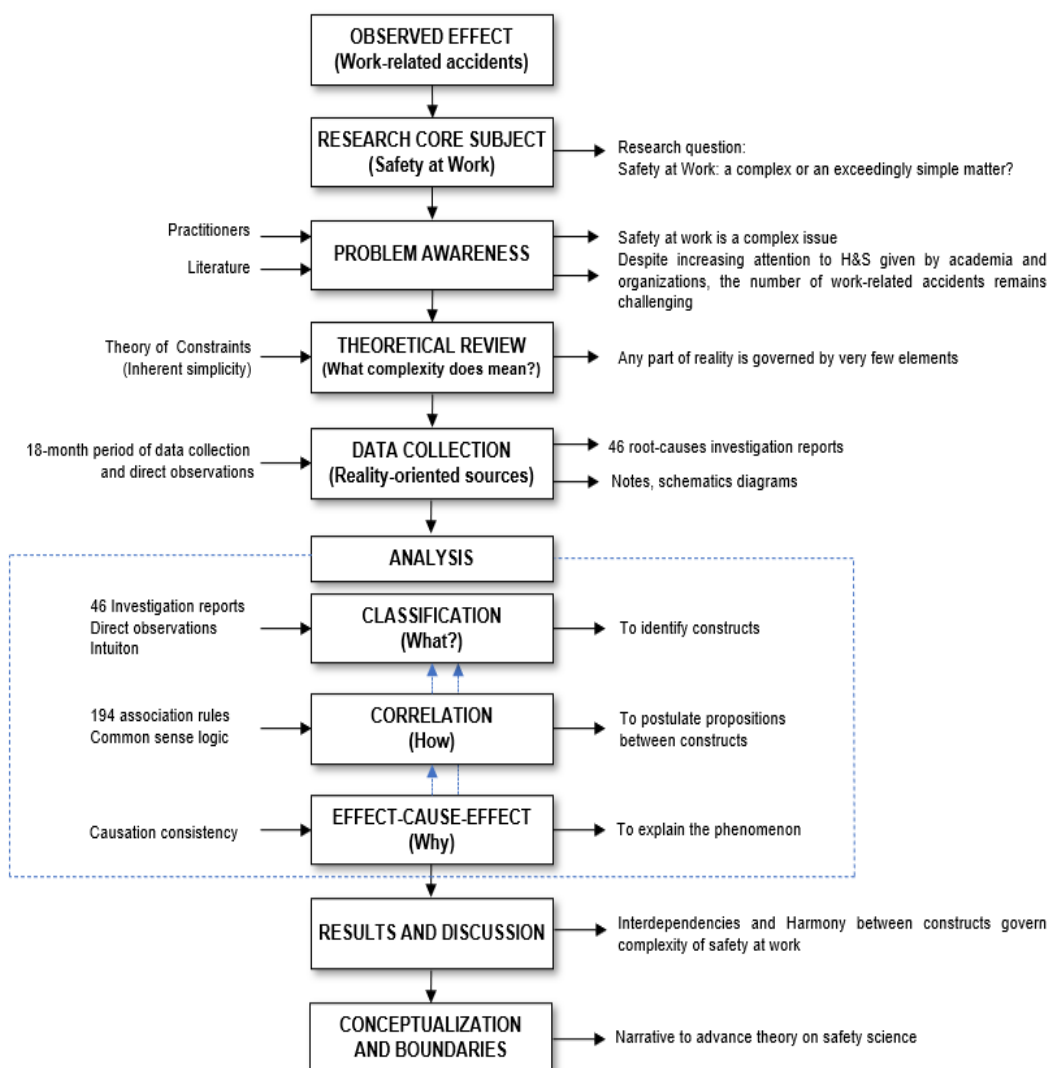 OBSERVED EFFECT
(Work-related accidents)
RESEARCH CORE SUBJECT
(Safety at Work)
Research question:
Safety at Work: a complex or an exceedingly simple matter?
Practitioners
Literature
PROBLEM AWARENESS
Safety at work is a complex issue
Despite increasing attention to H&S given by academia and
organizations, the number of work-related accidents remains
challenging
Theory of Constraints
(Inherent simplicity)
THEORETICAL REVIEW
(What complexity does mean?)
Any part of reality is governed by very few elements
18-month period of data collection
and direct observations
DATA COLLECTION
(Reality-oriented sources)
46 root-causes investigation reports
Notes, schematics diagrams
ANALYSIS
46 Investigation reports
Direct observations
Intuiton
CLASSIFICATION
(What?)
To identify constructs
194 association rules
Common sense logic
CORRELATION
(How)
To postulate propositions
between constructs
Causation consistency
EFFECT-CAUSE-EFFECT
(Why)
To explain the phenomenon
RESULTS AND DISCUSSION
Interdependencies and Harmony between constructs govern
complexity of safety at work
CONCEPTUALIZATION
AND BOUNDARIES
Narrative to advance theory on safety science